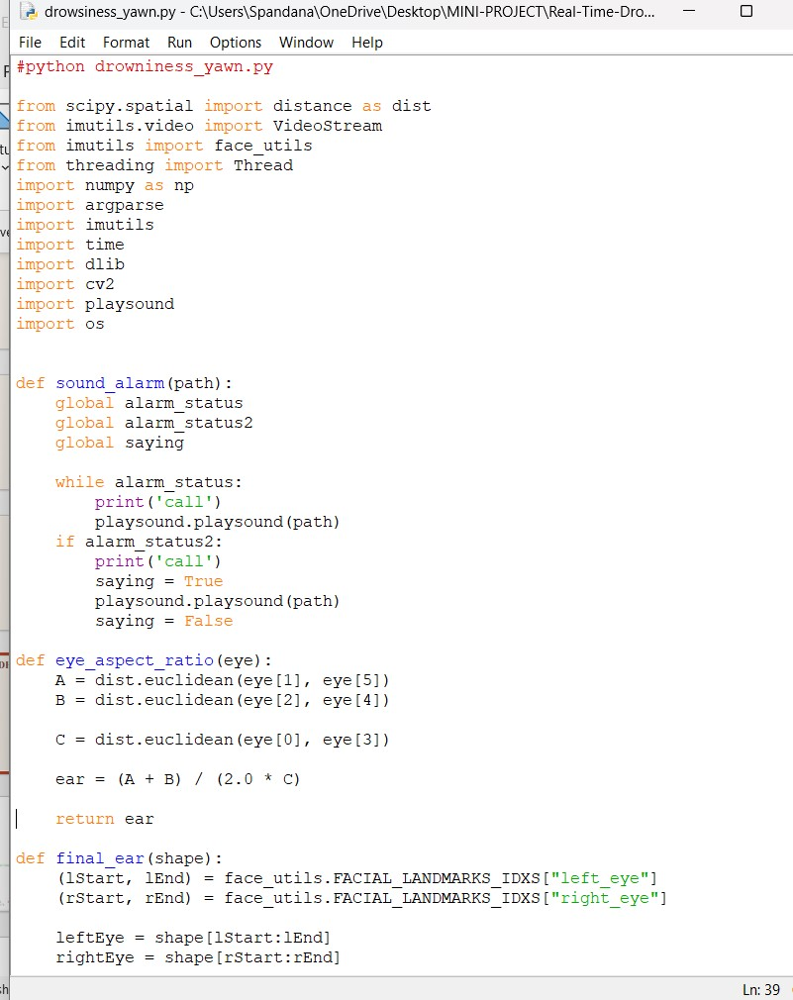 drowsiness_yawn.py - C:\Users\Spandana\OneDrive\Desktop\MINI-PROJECT\Real-Time-Dro...
File Edit Format Run Options Window Help
#python drowniness_yawn.py

from scipy.spatial import distance as dist
from imutils.video import VideoStream
from imutils import face_utils
from threading import Thread
import numpy as np
import argparse
import imutils
import time
import dlib
import cv2
import playsound
import os

def sound_alarm(path):
    global alarm_status
    global alarm_status2
    global saying

    while alarm_status:
        print('call')
        playsound.playsound(path)
    if alarm_status2:
        print('call')
        saying = True
        playsound.playsound(path)
        saying = False

def eye_aspect_ratio(eye):
    A = dist.euclidean(eye[1], eye[5])
    B = dist.euclidean(eye[2], eye[4])

    C = dist.euclidean(eye[0], eye[3])

    ear = (A + B) / (2.0 * C)

    return ear

def final_ear(shape):
    (lStart, lEnd) = face_utils.FACIAL_LANDMARKS_IDXS["left_eye"]
    (rStart, rEnd) = face_utils.FACIAL_LANDMARKS_IDXS["right_eye"]

    leftEye = shape[lStart:lEnd]
    rightEye = shape[rStart:rEnd]
Ln: 39